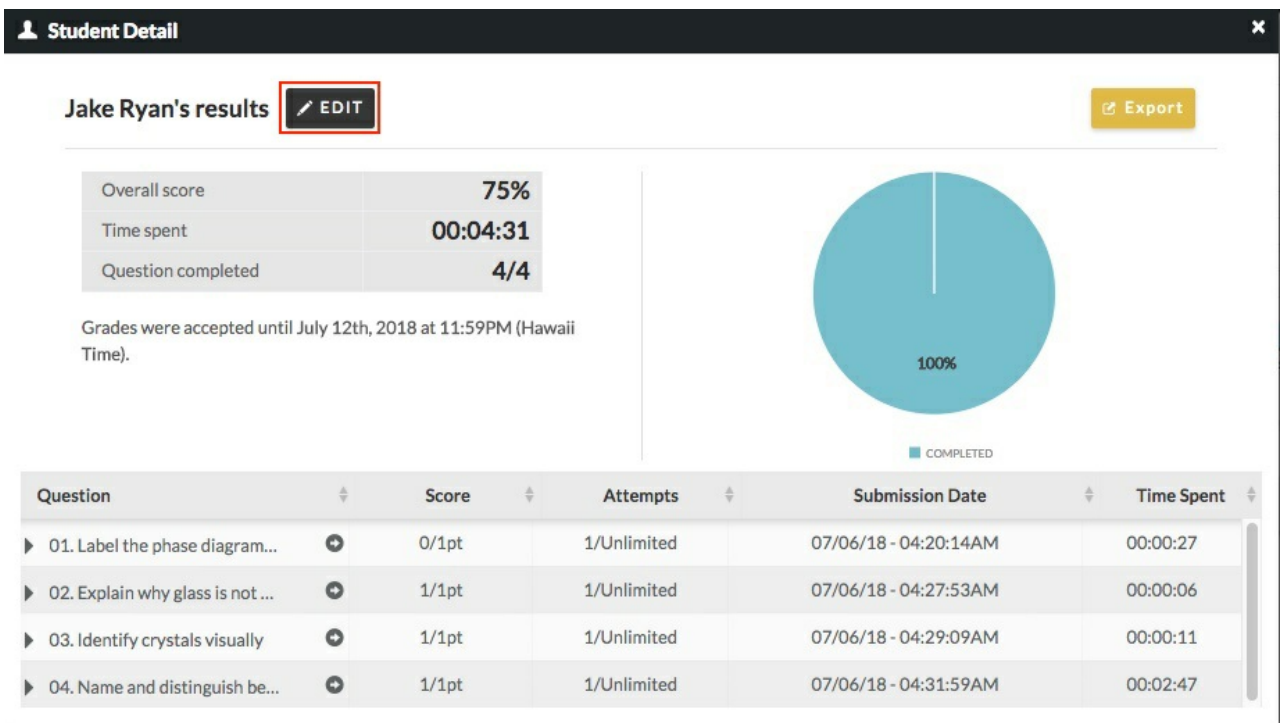 Student Detail
Jake Ryan's results EDIT Export
Overall score 75%
Time spent 00:04:31
Question completed 4/4
Grades were accepted until July 12th, 2018 at 11:59PM (Hawaii
Time).
100%
COMPLETED
Question Score Attempts Submission Date Time Spent
01. Label the phase diagram... 0/1pt 1/Unlimited 07/06/18 - 04:20:14AM 00:00:27
02. Explain why glass is not ... 1/1pt 1/Unlimited 07/06/18 - 04:27:53AM 00:00:06
03. Identify crystals visually 1/1pt 1/Unlimited 07/06/18 - 04:29:09AM 00:00:11
04. Name and distinguish be... 1/1pt 1/Unlimited 07/06/18 - 04:31:59AM 00:02:47